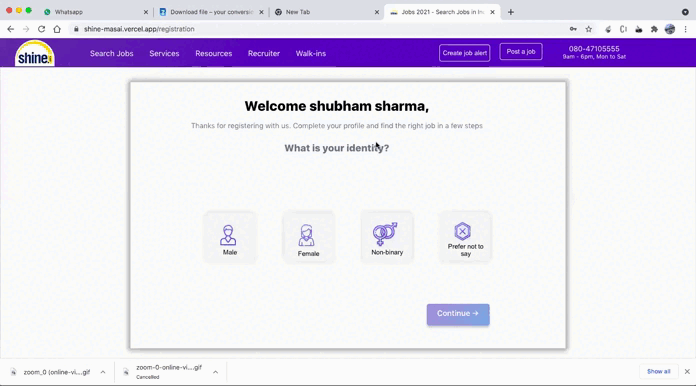 Whatsapp
Download file - your conversi
New Tab
Jobs 2021 - Search Jobs in In
shine-masai.vercel.app/registration
shine
Search Jobs
Services
Resources
Recruiter
Walk-ins
Create job alert
Post a job
080-47105555
9am - 6pm, Mon to Sat
Welcome shubham sharma,
Thanks for registering with us. Complete your profile and find the right job in a few steps
What is your identity?
Male
Female
Non-binary
Prefer not to
say
Continue →
zoom_0 (online-vi....gif
zoom-0-online-vi....gif
Cancelled
Show all